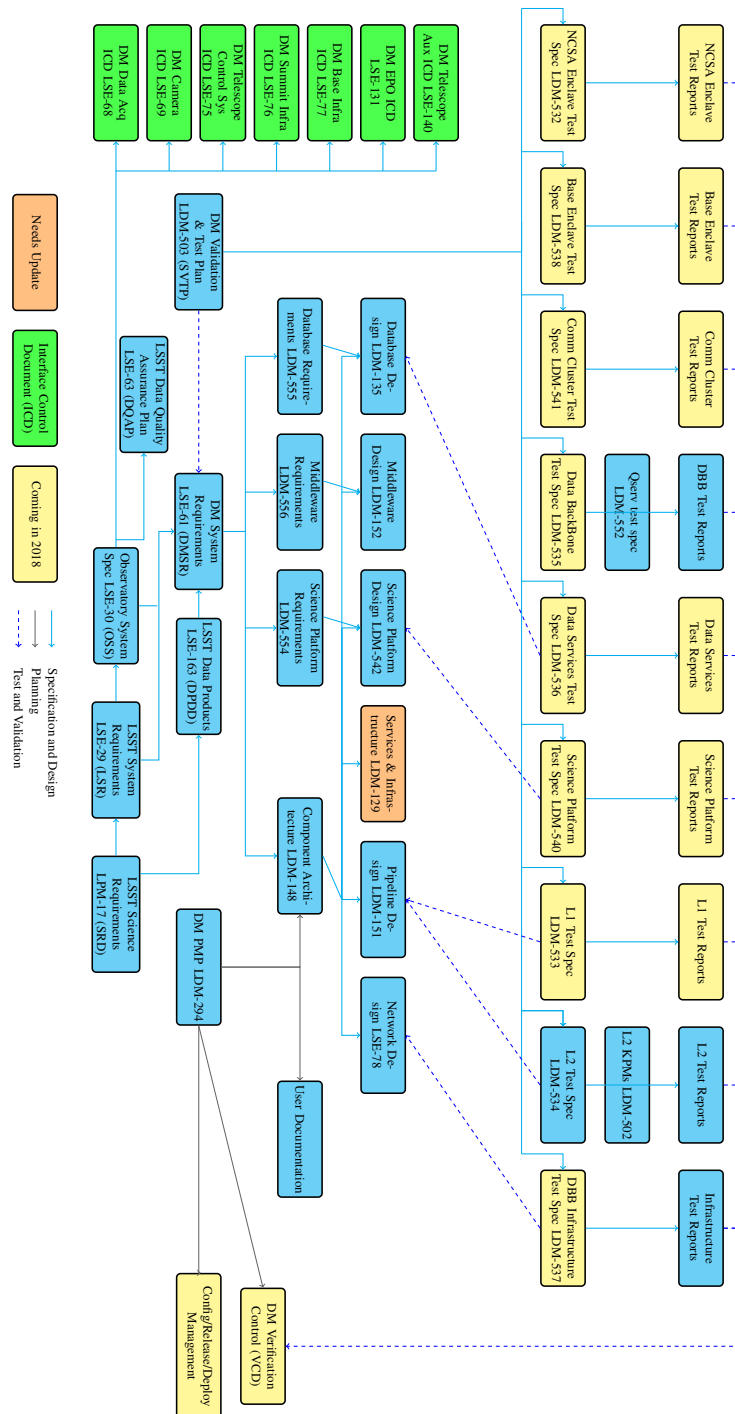 NCSA Enclave
Test Reports
Base Enclave
Test Reports
Comm Cluster
Test Reports
DBB Test Reports
Data Services
Test Reports
Science Platform
Test Reports
L1 Test Reports
L2 Test Reports
Infrastructure
Test Reports
Qserv test spec
LDM-552
L2 KPMs LDM-502
NCSA Enclave Test
Spec LDM-532
Base Enclave Test
Spec LDM-538
Comm Cluster Test
Spec LDM-541
Data BackBone
Test Spec LDM-535
Data Services Test
Spec LDM-536
Science Platform
Test Spec LDM-540
L1 Test Spec
LDM-533
L2 Test Spec
LDM-534
DBB Infrastructure
Test Spec LDM-537
DM Verification
Control (VCD)
DM Telescope
Aux ICD LSE-140
DM EPO ICD
LSE-131
DM Base Infra
ICD LSE-77
DM Summit Infra
ICD LSE-76
DM Telescope
Control Sys
ICD LSE-75
DM Camera
ICD LSE-69
DM Data Acq
ICD LSE-68
Database De-
sign LDM-135
Middleware
Design LDM-152
Science Platform
Design LDM-542
Services & Infras-
tructure LDM-129
Pipeline De-
sign LDM-151
Network De-
sign LSE-78
Database Require-
ments LDM-555
Middleware
Requirements
LDM-556
Science Platform
Requirements
LDM-554
Component Archi-
tecture LDM-148
User Documentation
DM Validation
& Test Plan
LDM-503 (SVTP)
DM System
Requirements
LSE-61 (DMSR)
LSST Data Products
LSE-163 (DPDD)
DM PMP LDM-294
Config/Release/Deploy
Management
LSST Data Quality
Assurance Plan
LSE-63 (DQAP)
Observatory System
Spec LSE-30 (OSS)
LSST System
Requirements
LSE-29 (LSR)
LSST Science
Requirements
LPM-17 (SRD)
Needs Update
Interface Control
Document (ICD)
Coming in 2018
Specification and Design
Planning
Test and Validation